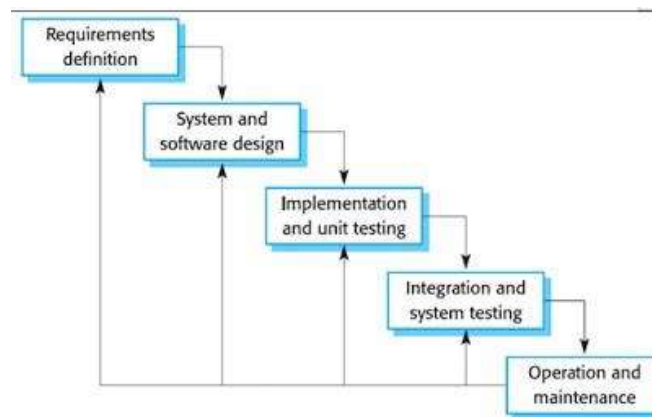 Requirements
definition
System and
software design
Implementation
and unit testing
Integration and
system testing
Operation and
maintenance